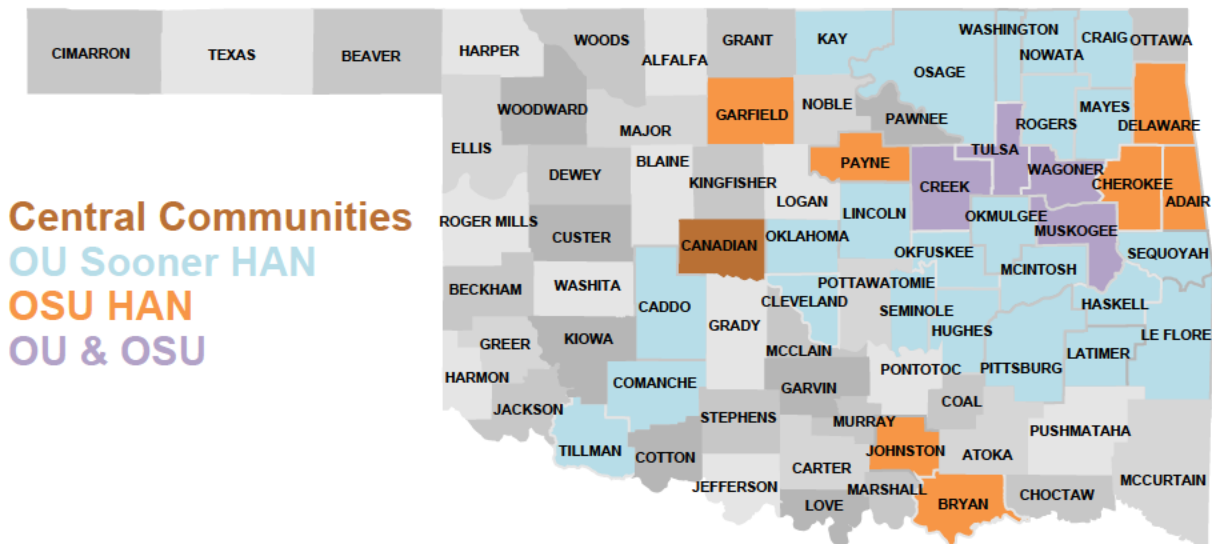 CIMARRON
TEXAS
BEAVER
HARPER
WOODS
ALFALFA
GRANT
KAY
OSAGE
WASHINGTON
NOWATA
CRAIG
OTTAWA
WOODWARD
MAJOR
GARFIELD
NOBLE
PAWNEE
ROGERS
MAYES
DELAWARE
ELLIS
DEWEY
BLAINE
KINGFISHER
LOGAN
PAYNE
CREEK
TULSA
WAGONER
CHEROKEE
ADAIR
ROGER MILLS
CUSTER
CANADIAN
OKLAHOMA
LINCOLN
OKMULGEE
OKFUSKEE
MUSKOGEE
SEQUOYAH
Central Communities
OU Sooner HAN
OSU HAN
OU & OSU
BECKHAM
WASHITA
CADDO
GRADY
CLEVELAND
POTTAWATOMIE
SEMINOLE
MCINTOSH
HASKELL
HUGHES
GREER
KIOWA
MCCLAIN
PITTSBURG
LATIMER
LE FLORE
HARMON
JACKSON
COMANCHE
STEPHENS
GARVIN
PONTOTOC
COAL
PUSHMATAHA
TILLMAN
COTTON
MURRAY
JOHNSTON
ATOKA
MCCURTAIN
JEFFERSON
CARTER
LOVE
MARSHALL
BRYAN
CHOCTAW